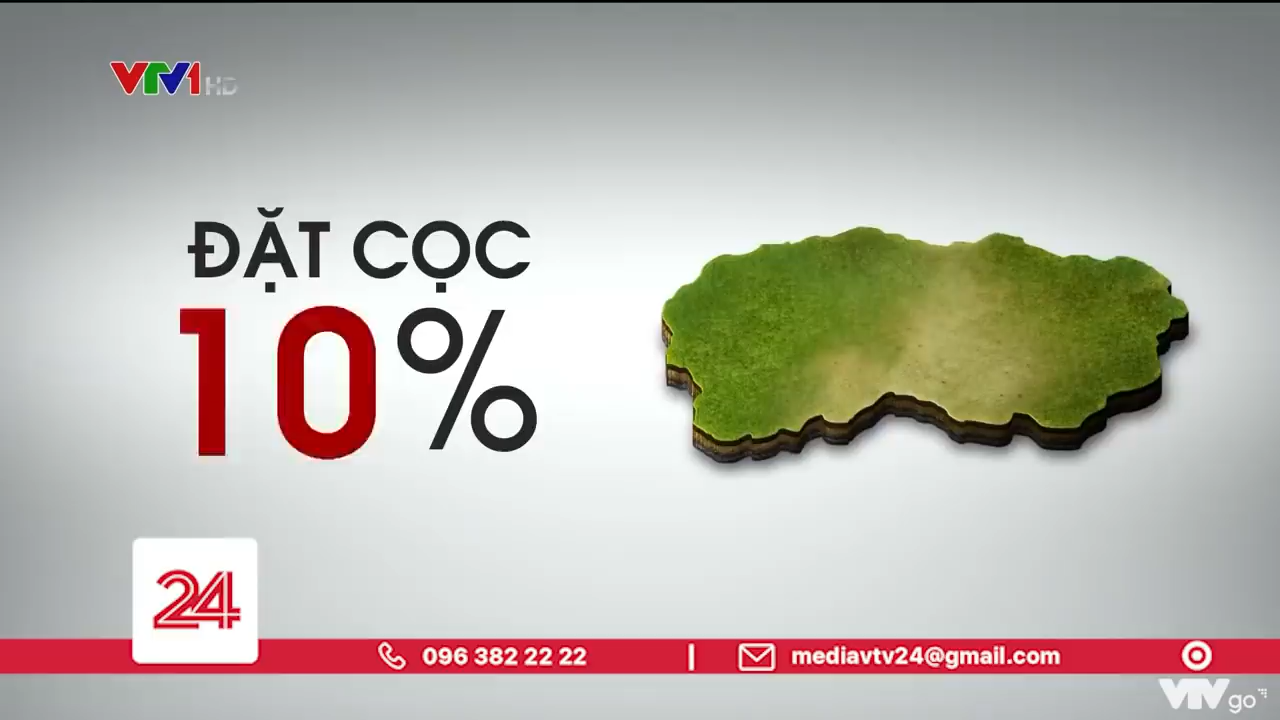 VTV1 HD
ĐẶT CỌC
10%
24
096 382 22 22 | mediavtv24@gmail.com
VTV go